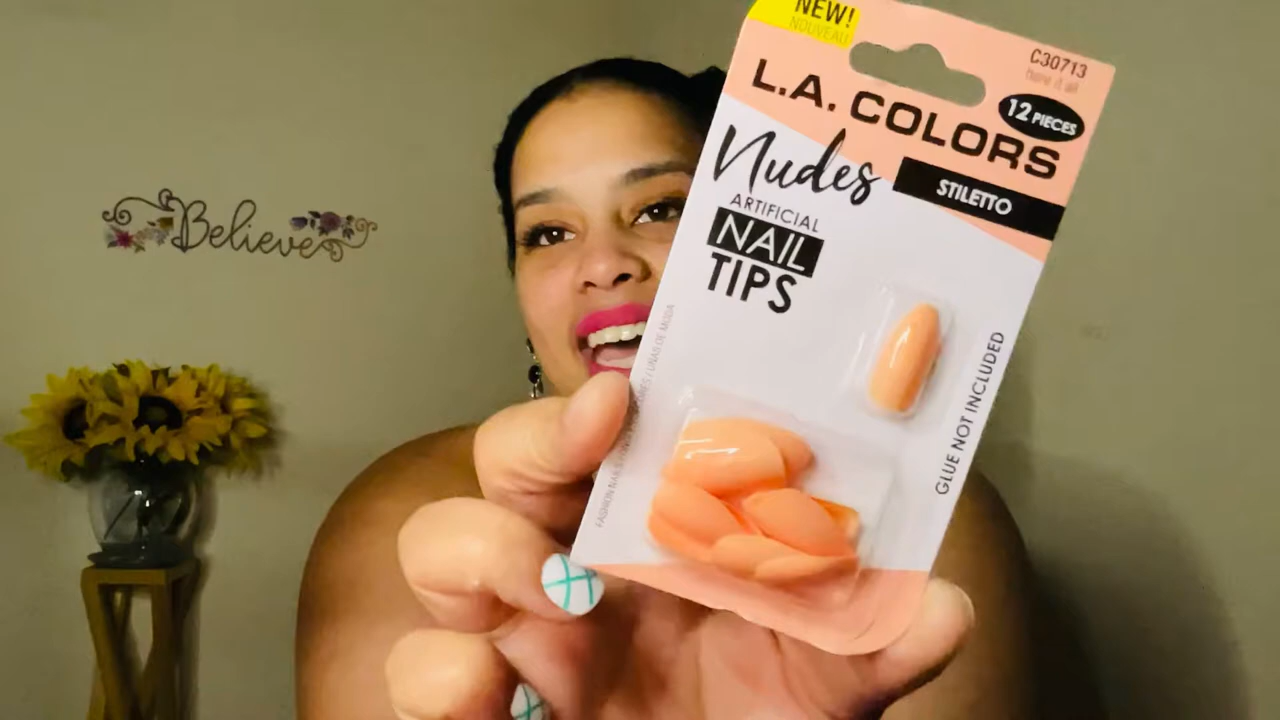 Believe
NEW!
NOUVEAU
C30713
L.A. COLORS
12 PIECES
Nudes
STILETTO
ARTIFICIAL
NAIL
TIPS
GLUE NOT INCLUDED